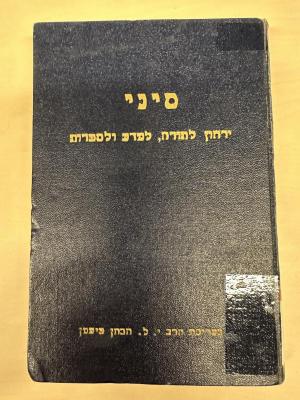 סיני
ירחון לתורה, למדע ולספרות
בעריכת הרב י. ל. הכהן פישמן